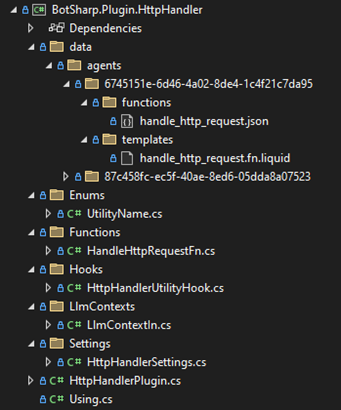 BotSharp.Plugin.HttpHandler
Dependencies
data
agents
6745151e-6d46-4a02-8de4-1c4f21c7da95
functions
handle_http_request.json
templates
handle_http_request.fn.liquid
87c458fc-ec5f-40ae-8ed6-05dda8a07523
Enums
C# UtilityName.cs
Functions
C# HandleHttpRequestFn.cs
Hooks
C# HttpHandlerUtilityHook.cs
LlmContexts
C# LlmContextIn.cs
Settings
C# HttpHandlerSettings.cs
C# HttpHandlerPlugin.cs
C# Using.cs